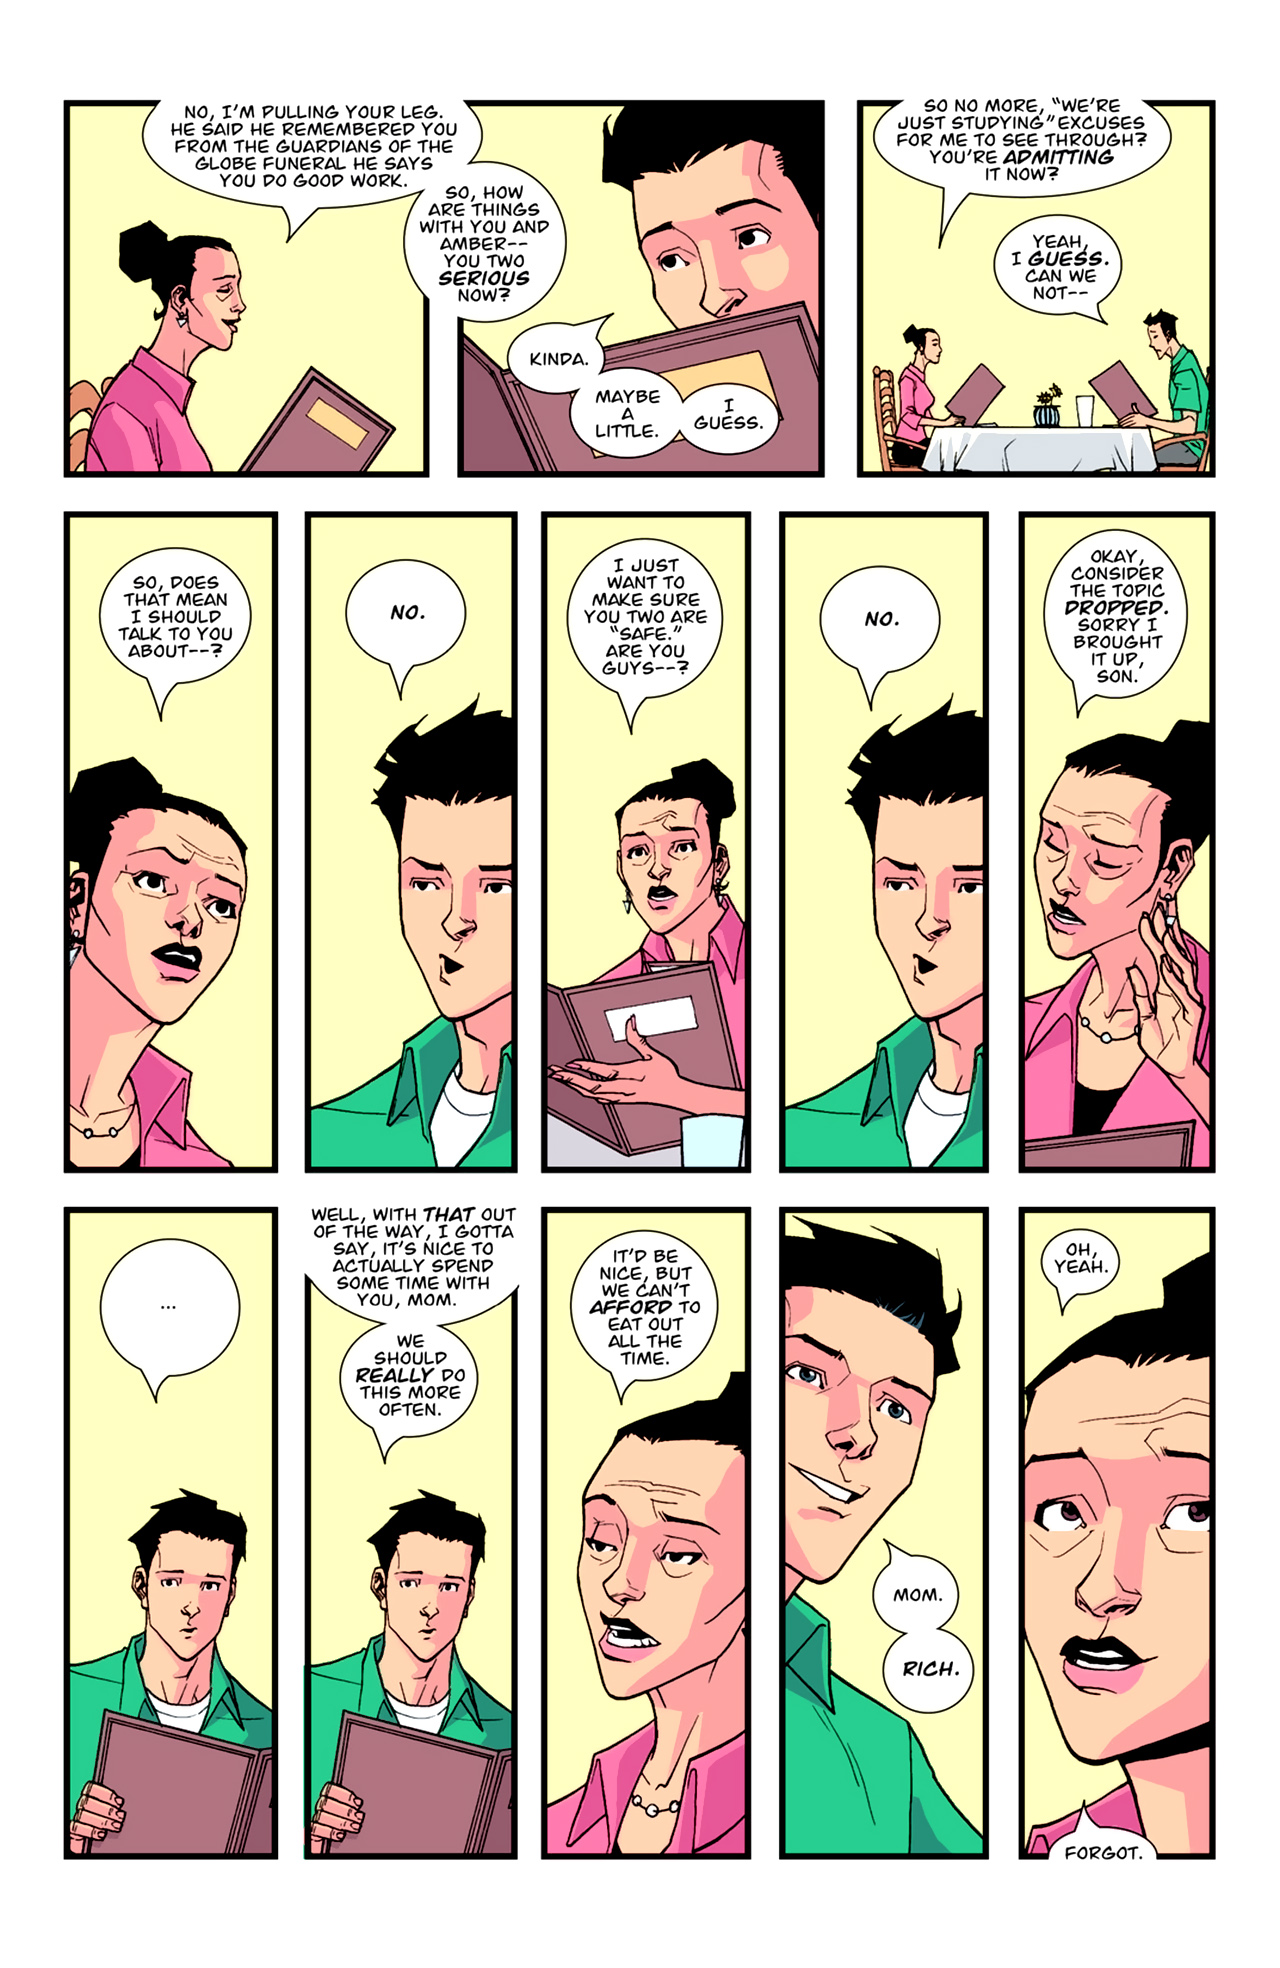 NO, I'M PULLING YOUR LEG.
HE SAID HE REMEMBERED YOU
FROM THE GUARDIANS OF THE
GLOBE FUNERAL HE SAYS
YOU DO GOOD WORK.
SO, HOW
ARE THINGS
WITH YOU AND
AMBER--
YOU TWO
SERIOUS
NOW?
KINDA.
MAYBE
A
LITTLE.
I
GUESS.
SO NO MORE, "WE'RE
JUST STUDYING" EXCUSES
FOR ME TO SEE THROUGH?
YOU'RE ADMITTING
IT NOW?
YEAH,
I GUESS.
CAN WE
NOT--
SO, DOES
THAT MEAN
I SHOULD
TALK TO YOU
ABOUT--?
NO.
I JUST
WANT TO
MAKE SURE
YOU TWO ARE
"SAFE."
ARE YOU
GUYS--?
NO.
OKAY,
CONSIDER
THE TOPIC
DROPPED.
SORRY I
BROUGHT
IT UP,
SON.
...
WELL, WITH THAT OUT
OF THE WAY, I GOTTA
SAY, IT'S NICE TO
ACTUALLY SPEND
SOME TIME WITH
YOU, MOM.
WE
SHOULD
REALLY DO
THIS MORE
OFTEN.
IT'D BE
NICE, BUT
WE CAN'T
AFFORD TO
EAT OUT
ALL THE
TIME.
MOM.
RICH.
OH,
YEAH.
FORGOT.